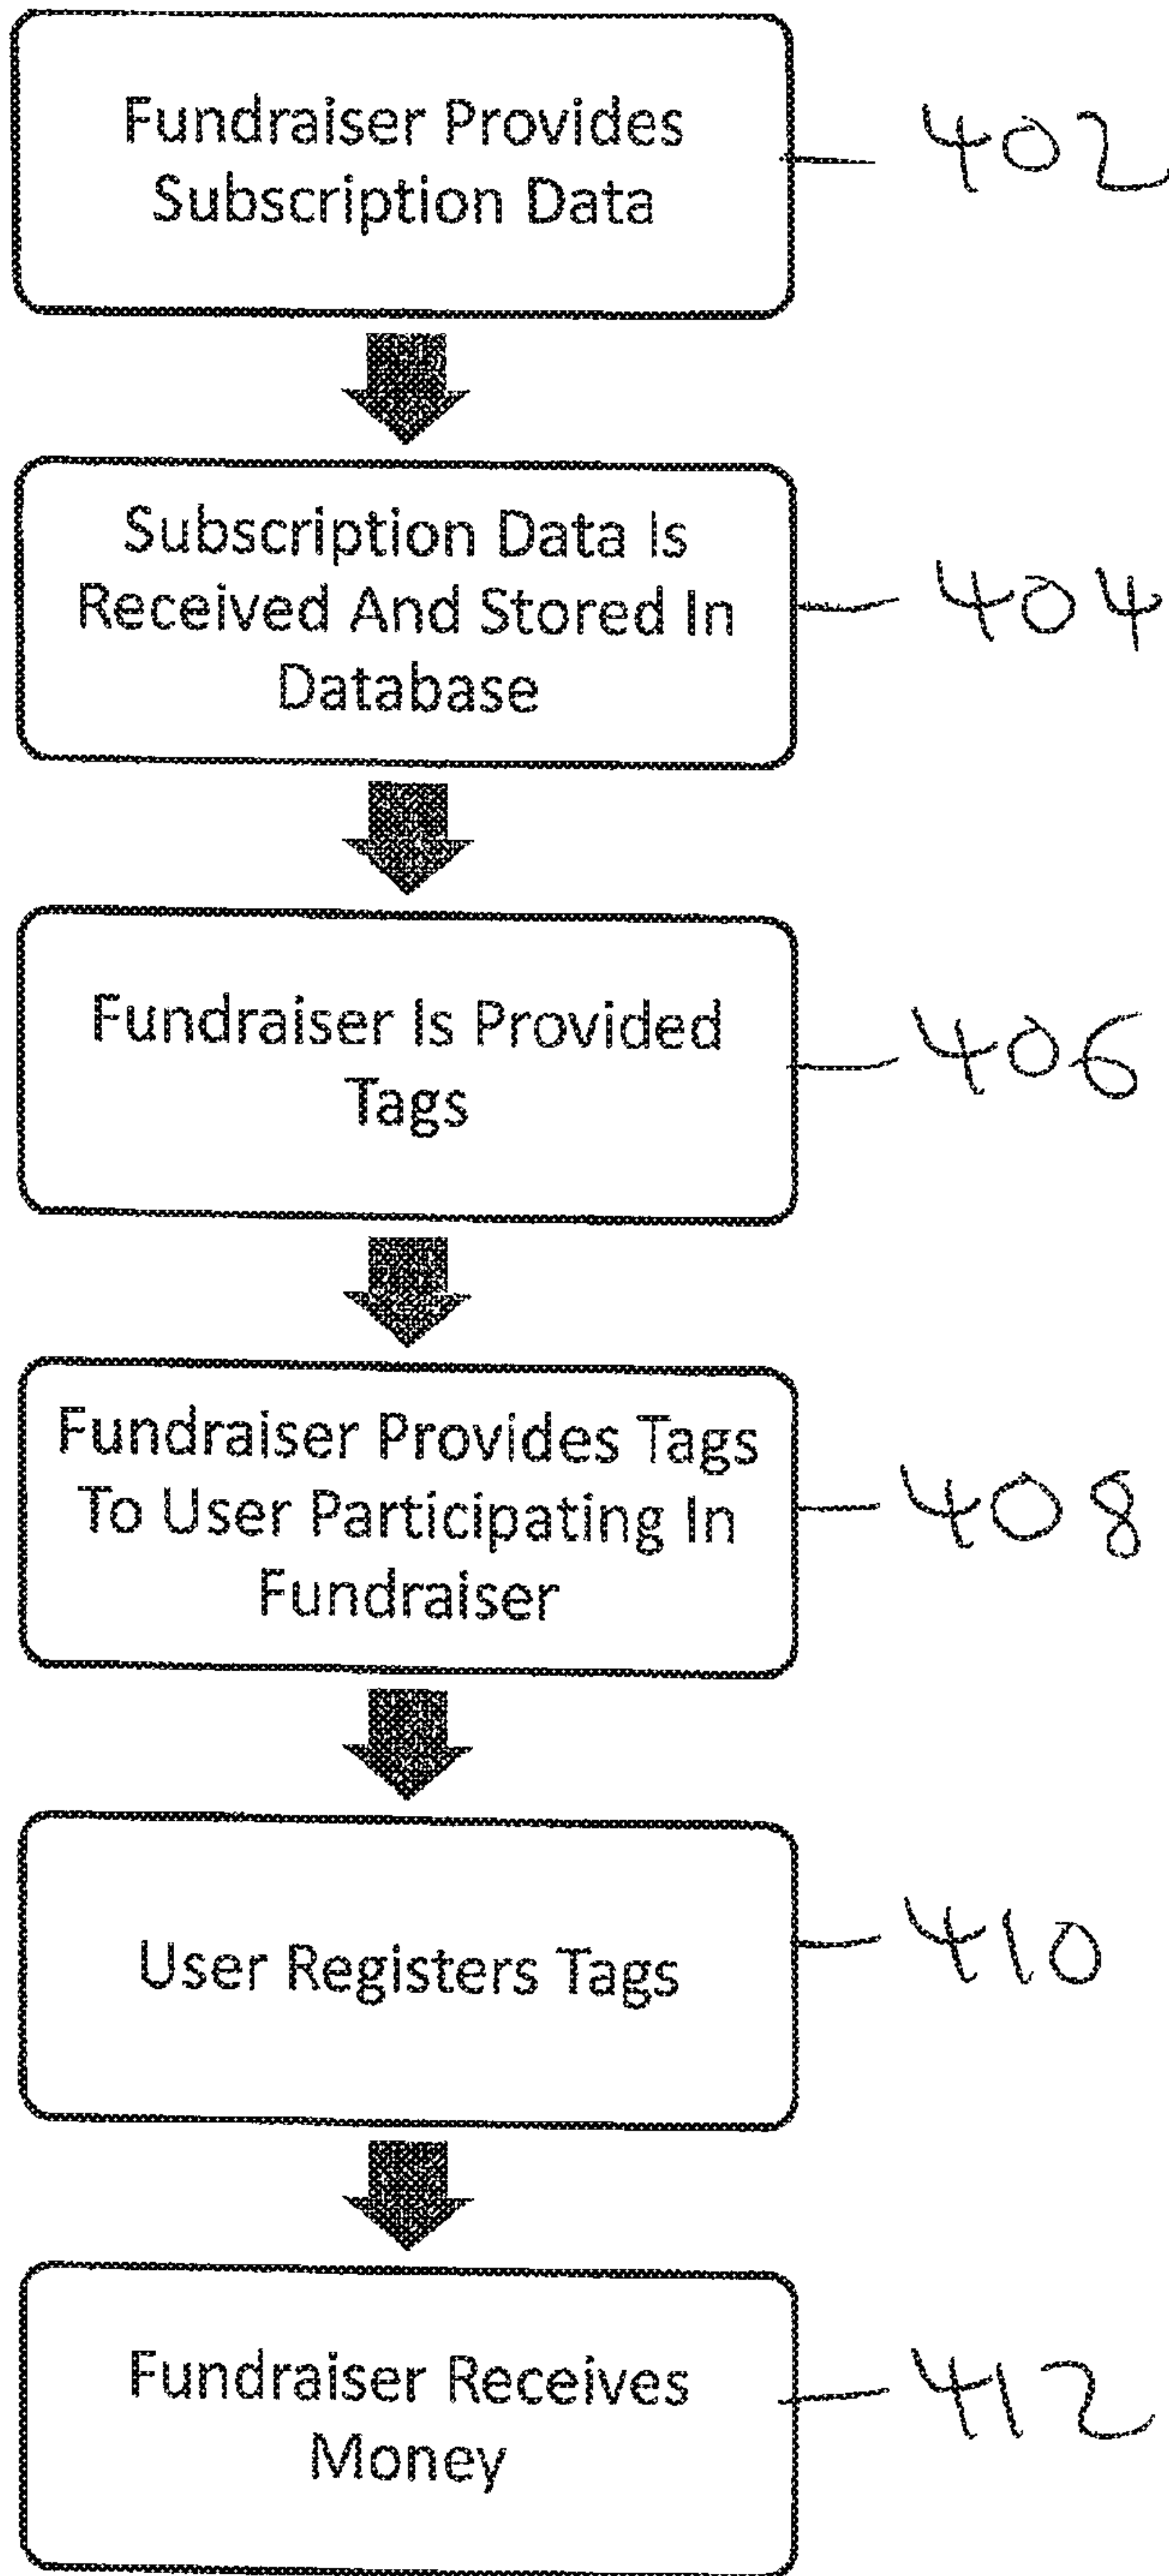 Fundraiser Provides
Subscription Data
402
Subscription Data Is
Received And Stored In
Database
404
Fundraiser Is Provided
Tags
406
Fundraiser Provides Tags
To User Participating In
Fundraiser
408
User Registers Tags
410
Fundraiser Receives
Money
412